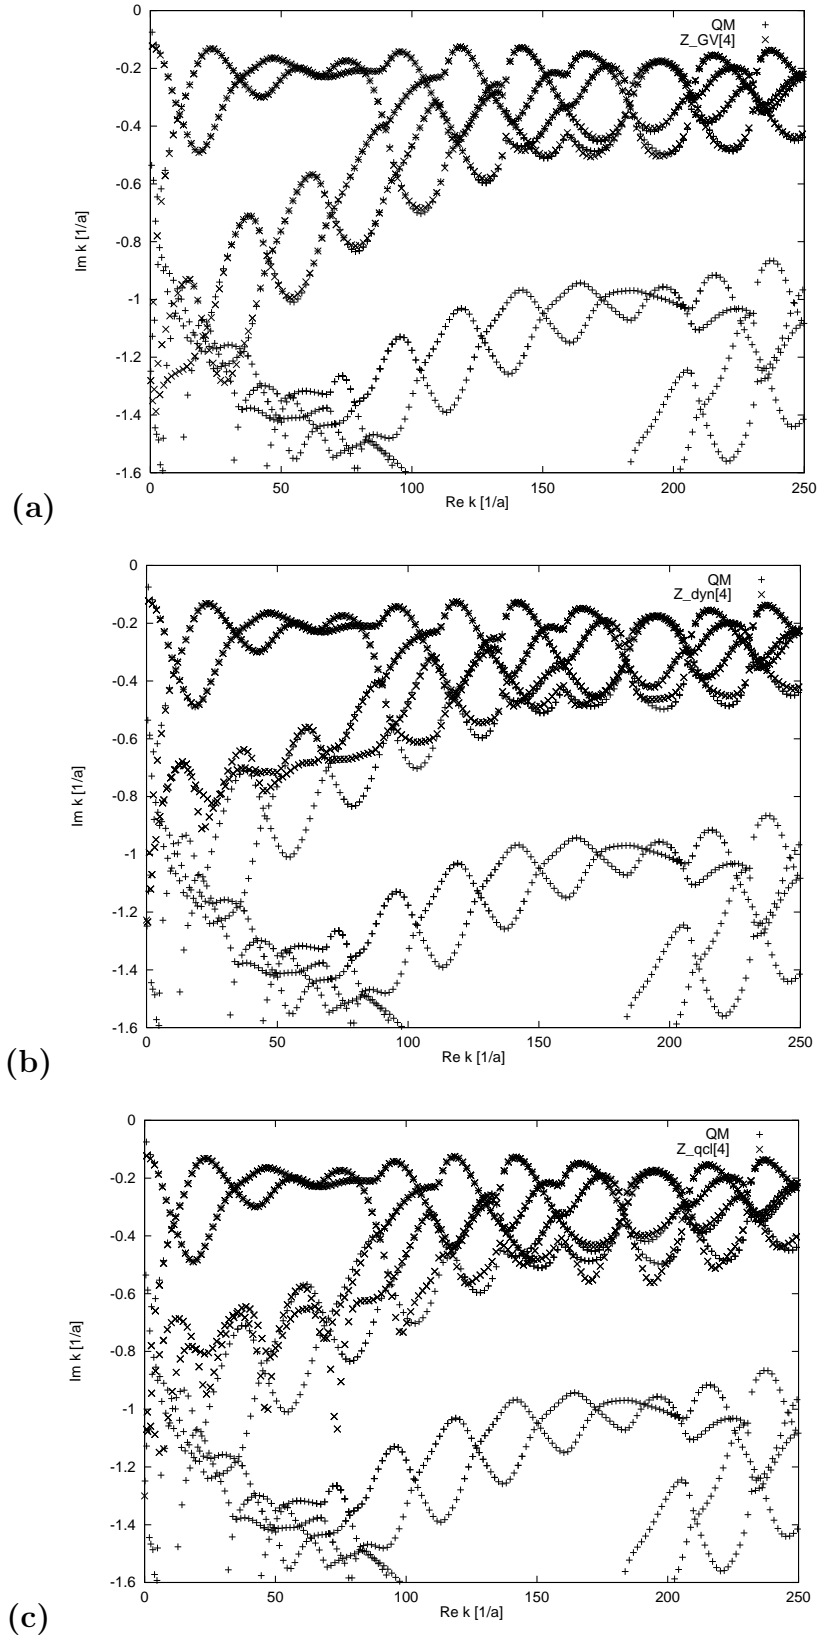 QM +
Z_GV[4] ×
0
-0.2
-0.4
-0.6
-0.8
-1
-1.2
-1.4
-1.6
Im k [1/a]
0 50 100 150 200 250
Re k [1/a]
(a)
QM +
Z_dyn[4] ×
0
-0.2
-0.4
-0.6
-0.8
-1
-1.2
-1.4
-1.6
Im k [1/a]
0 50 100 150 200 250
Re k [1/a]
(b)
QM +
Z_qcl[4] ×
0
-0.2
-0.4
-0.6
-0.8
-1
-1.2
-1.4
-1.6
Im k [1/a]
0 50 100 150 200 250
Re k [1/a]
(c)